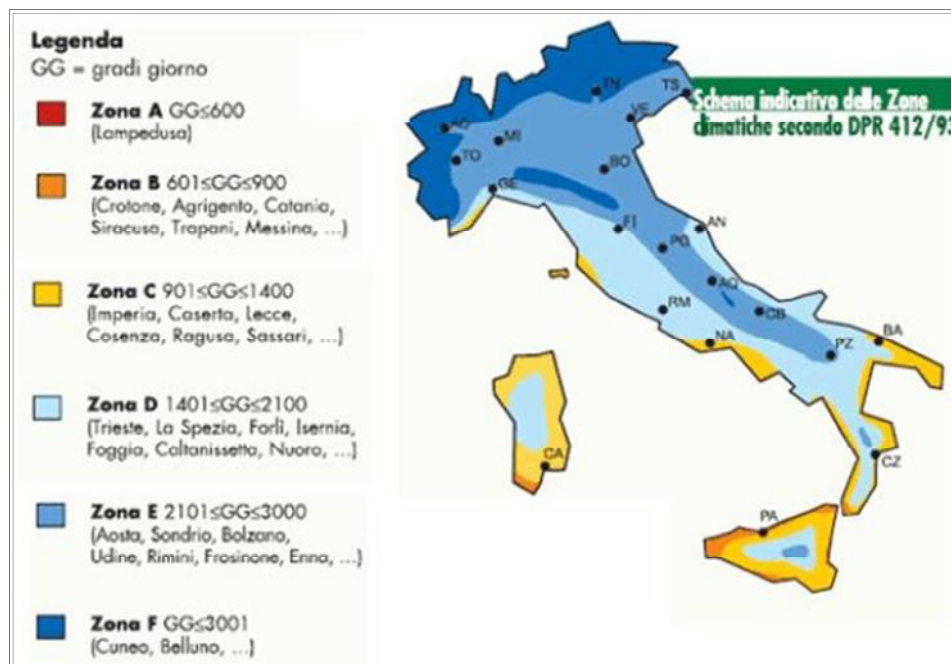 Legenda
GG = gradi giorno
Zona A GG≤600
(Lampedusa)
Zona B 601≤GG≤900
(Crotone, Agrigento, Catania,
Siracusa, Trapani, Messina, ...)
Zona C 901≤GG≤1400
(Imperia, Caserta, Lecce,
Cosenza, Ragusa, Sassari, ...)
Zona D 1401≤GG≤2100
(Trieste, La Spezia, Forlì, Isernia,
Foggia, Caltanissetta, Nuoro, ...)
Zona E 2101≤GG≤3000
(Aosta, Sondrio, Bolzano,
Udine, Rimini, Frosinone, Enna, ...)
Zona F GG≤3001
(Cuneo, Belluno, ...)
Schema indicativo delle Zone
climatiche secondo DPR 412/93
TN
TS
AO
MI
VE
TO
BO
GE
FI
AN
PG
AQ
RM
CB
NA
BA
PZ
CA
CZ
PA